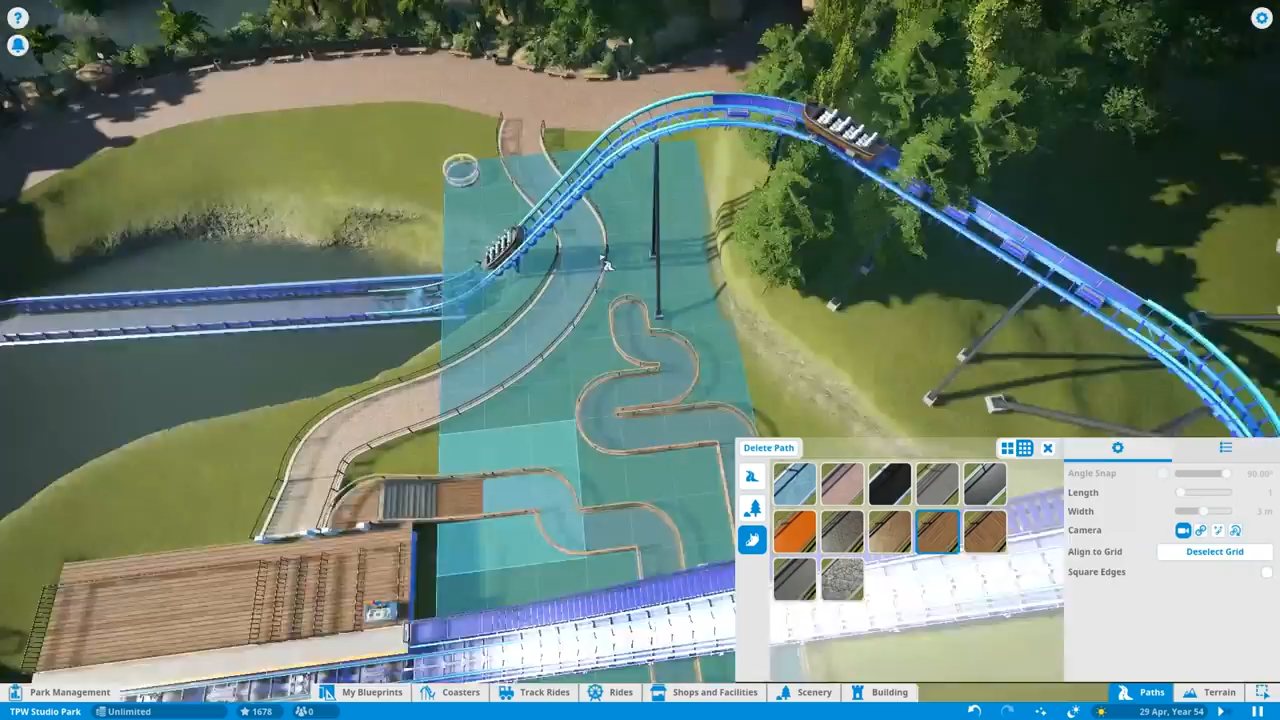 ?
Delete Path
Angle Snap 90.00°
Length 1
Width 3 m
Camera
Align to Grid Deselect Grid
Square Edges
Park Management My Blueprints Coasters Track Rides Rides Shops and Facilities Scenery Building Paths Terrain
TPW Studio Park Unlimited 1678 0 29 Apr, Year 54